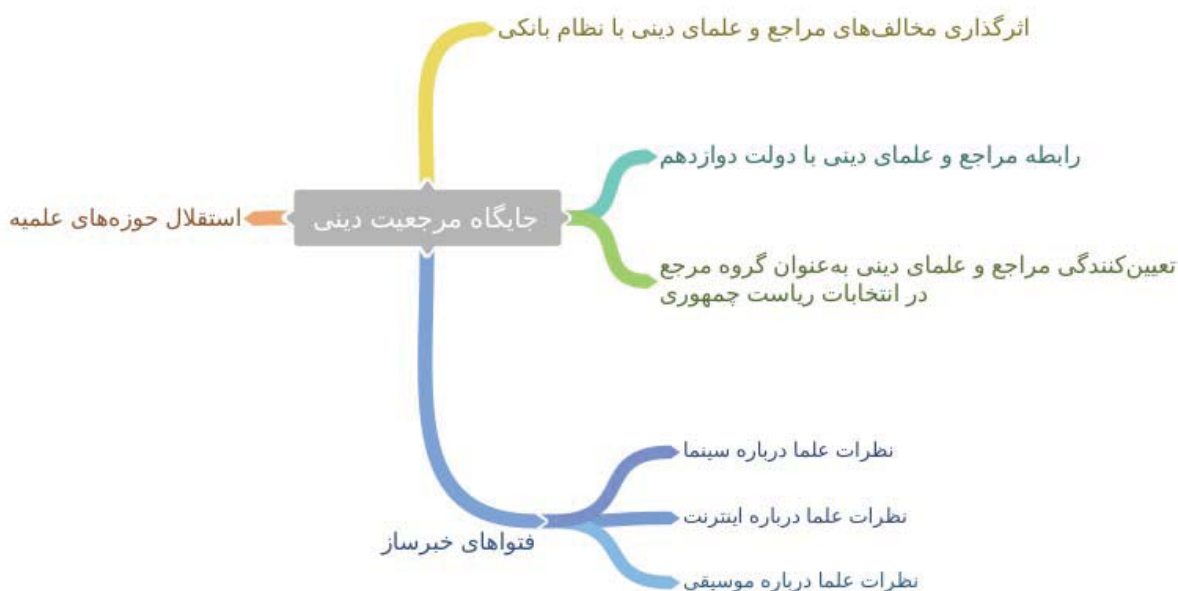 اثرگذاری مخالف‌های مراجع و علمای دینی با نظام بانکی
رابطه مراجع و علمای دینی با دولت دوازدهم
جایگاه مرجعیت دینی
استقلال حوزه‌های علمیه
تعیین‌کنندگی مراجع و علمای دینی به‌عنوان گروه مرجع
در انتخابات ریاست چمهوری
نظرات علما درباره سینما
نظرات علما درباره اینترنت
فتواهای خبرساز
نظرات علما درباره موسیقی